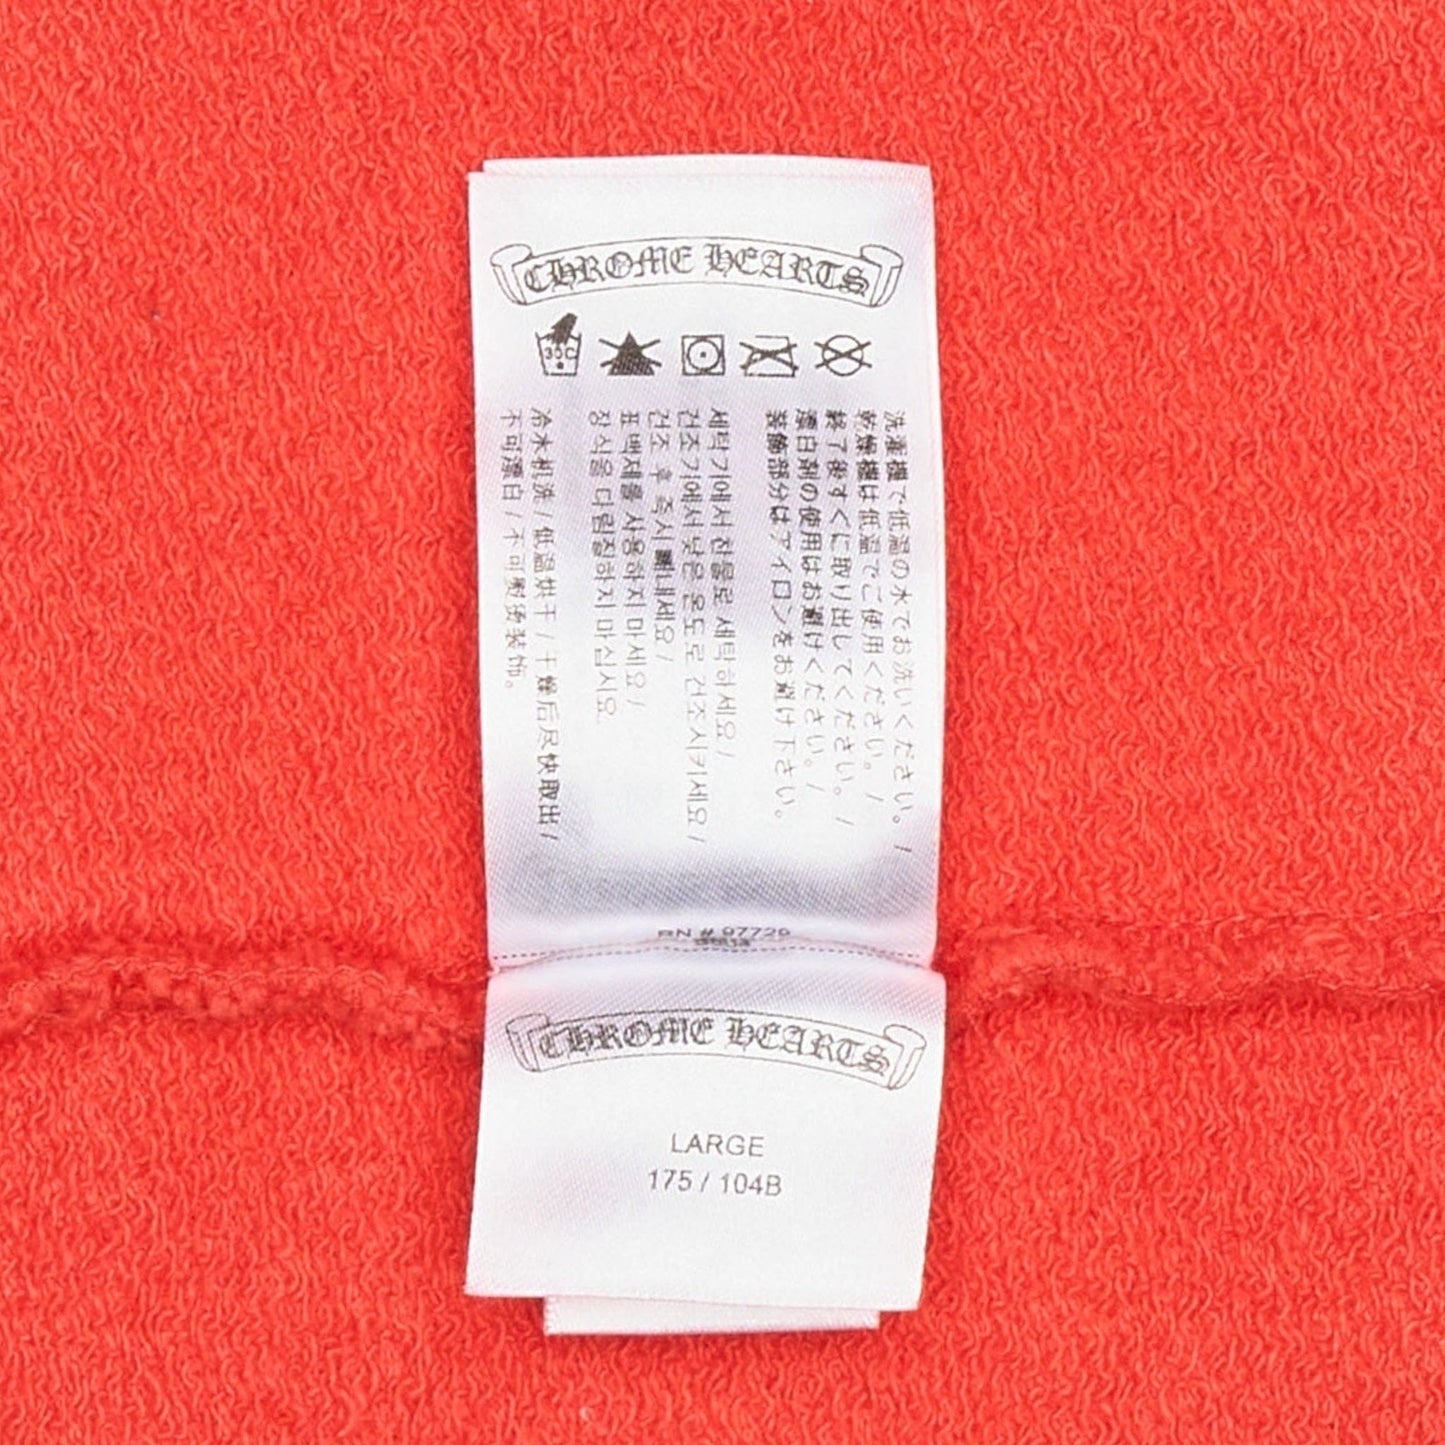 CHROME HEARTS
30C
洗濯機で低温の水でお洗いください。/
乾燥機は低温でご使用ください。/
終了後すぐに取り出してください。/
漂白剤の使用はお避けください。/
装飾部分はアイロンをお避け下さい。
세탁기에서 찬물로 세탁하세요 /
건조기에서 낮은 온도로 건조시키세요 /
건조 후 즉시 빼내세요 /
표백제를 사용하지 마세요 /
장식을 다림질하지 마십시요
冷水机洗 / 低温烘干 / 干燥后尽快取出 /
不可漂白 / 不可熨烫装饰。
RN # 97729
CHROME HEARTS
LARGE
175 / 104B